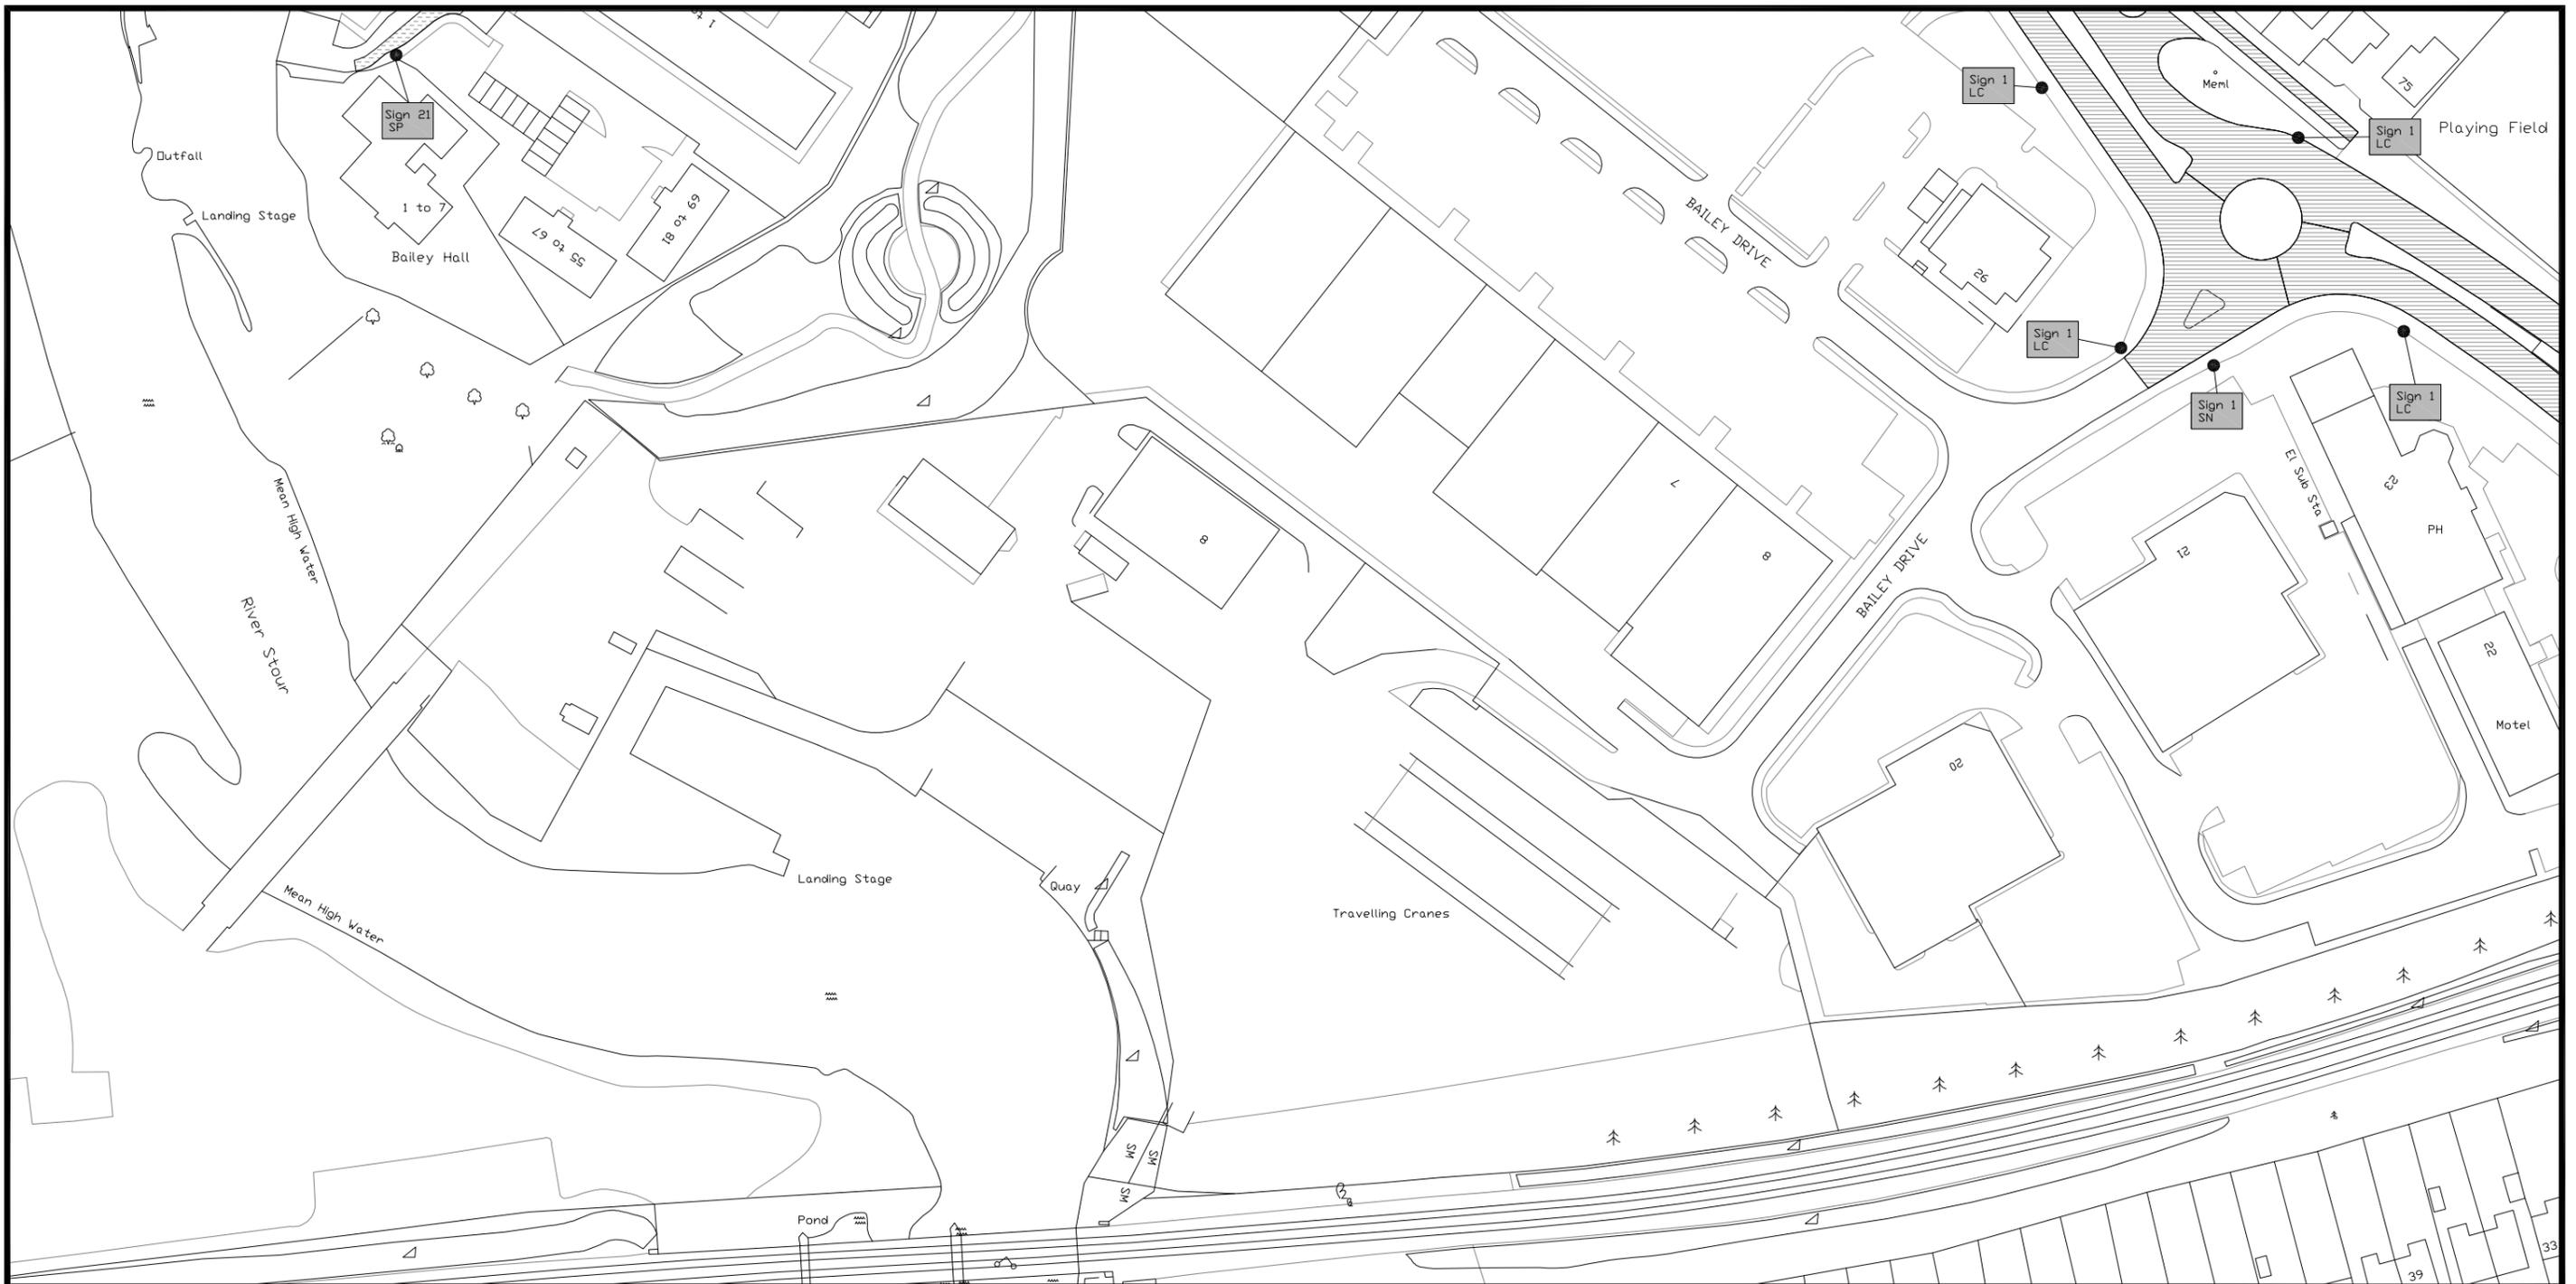 1 to
Sign 21
SP
Outfall
1 to 7
Landing Stage
Bailey Hall
55 to 67
69 to 81
Sign 1
LC
Meml
75
Sign 1
LC
Playing Field
BAILEY DRIVE
26
Sign 1
LC
Sign 1
SN
Sign 1
LC
El Sub Sta
23
PH
Mean High Water
River Stour
8
7
8
BAILEY DRIVE
12
22
Motel
20
Landing Stage
Quay
Mean High Water
Travelling Cranes
SM
SM
SM
Pond
39
33